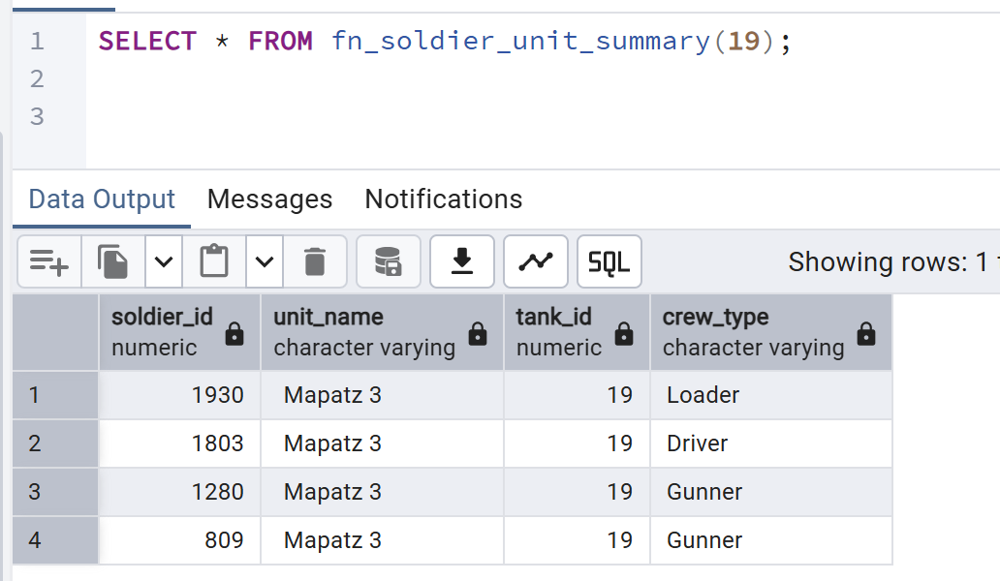 1 SELECT * FROM fn_soldier_unit_summary(19);
2
3
Data Output Messages Notifications
SQL Showing rows: 1
soldier_id unit_name tank_id crew_type
numeric character varying numeric character varying
1 1930 Mapatz 3 19 Loader
2 1803 Mapatz 3 19 Driver
3 1280 Mapatz 3 19 Gunner
4 809 Mapatz 3 19 Gunner